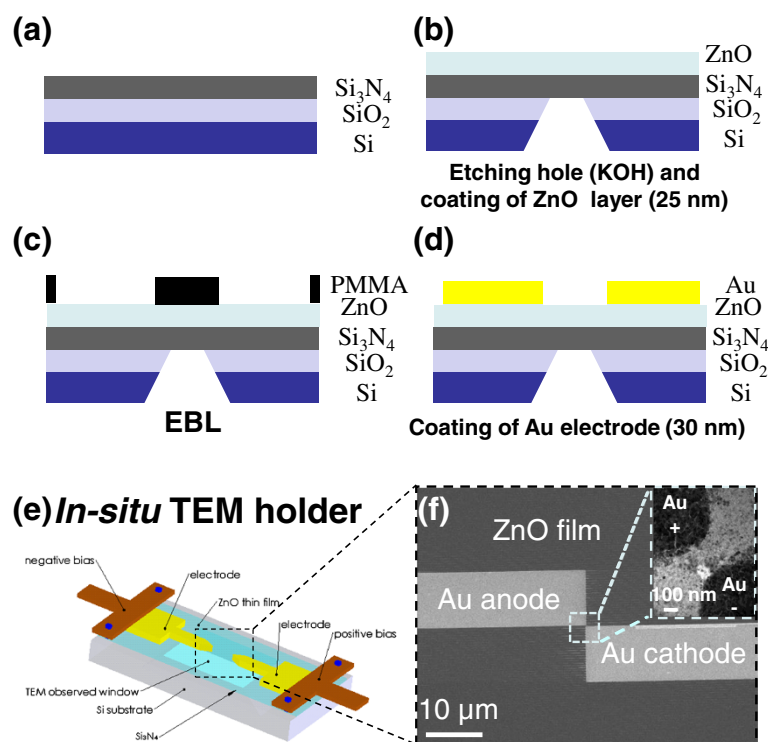 (a)
Si3N4
SiO2
Si
(b)
ZnO
Si3N4
SiO2
Si
Etching hole (KOH) and
coating of ZnO layer (25 nm)
(c)
PMMA
ZnO
Si3N4
SiO2
Si
EBL
(d)
Au
ZnO
Si3N4
SiO2
Si
Coating of Au electrode (30 nm)
(e) In-situ TEM holder
negative bias
electrode
ZnO thin film
electrode
positive bias
TEM observed window
Si substrate
Si3N4
(f)
ZnO film
Au
+
Au
-
100 nm
Au anode
Au cathode
10 µm